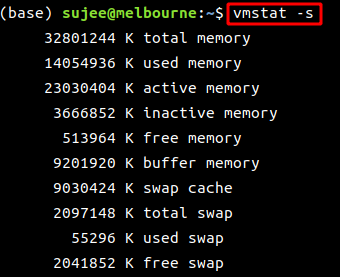 (base) sujee@melbourne:~$ vmstat -s
32801244 K total memory
14054936 K used memory
23030404 K active memory
3666852 K inactive memory
513964 K free memory
9201920 K buffer memory
9030424 K swap cache
2097148 K total swap
55296 K used swap
2041852 K free swap